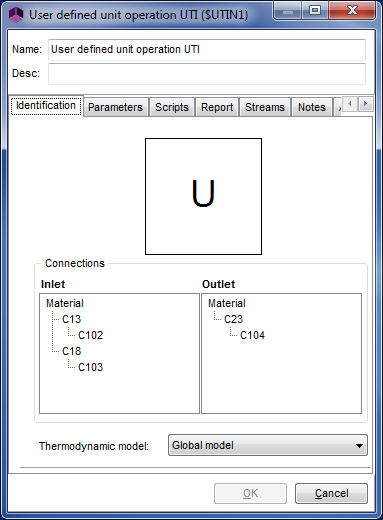 User defined unit operation UTI ($UTIN1)
Name: User defined unit operation UTI
Desc:
Identification Parameters Scripts Report Streams Notes
U
Connections
Inlet Outlet
Material Material
C13 C23
C102 C104
C18
C103
Thermodynamic model: Global model
OK Cancel